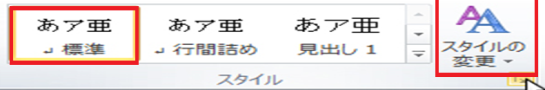 あア亜 あア亜 あア亜
↵ 標準 ↵ 行間詰め 見出し 1
スタイルの
変更
スタイル